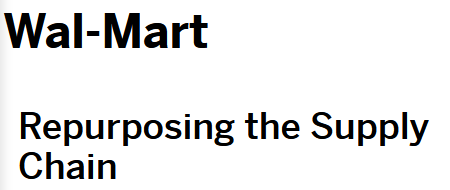 Wal-Mart
Repurposing the Supply
Chain